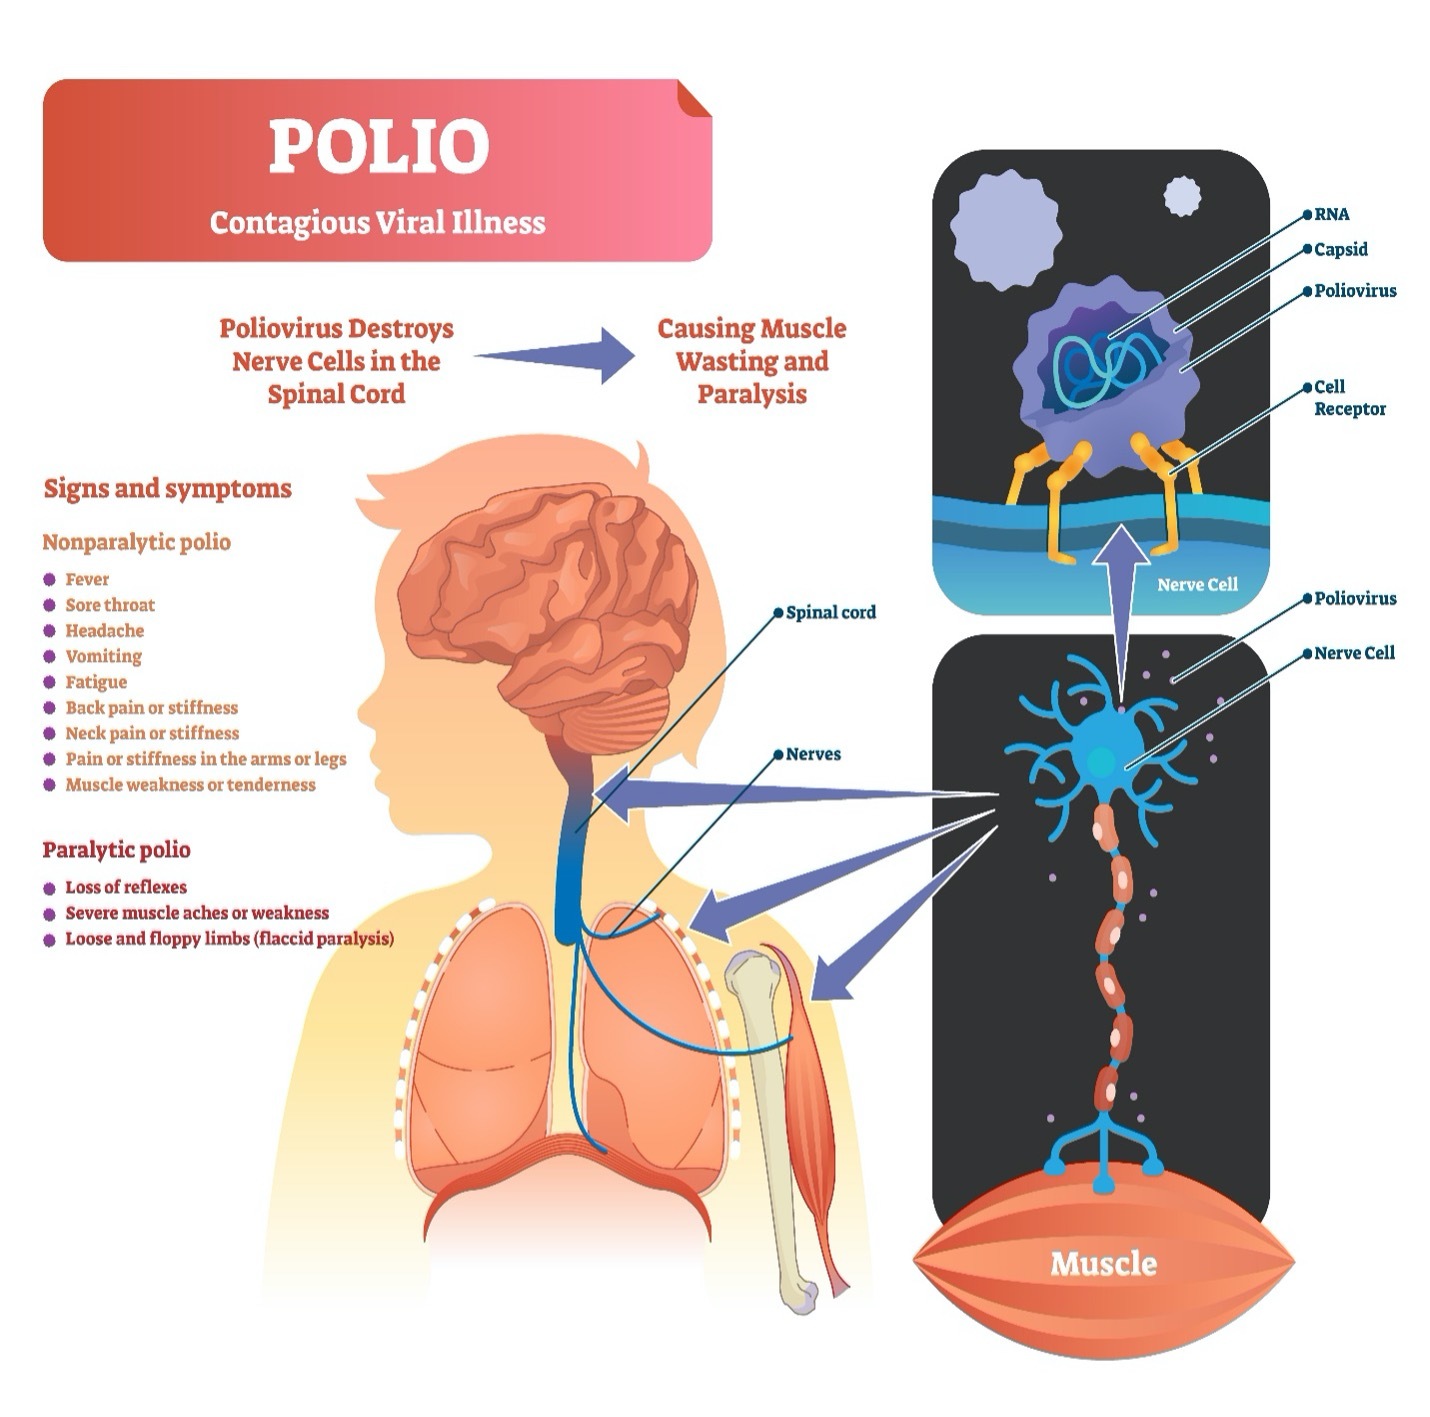 POLIO
Contagious Viral Illness
Poliovirus Destroys
Nerve Cells in the
Spinal Cord
Causing Muscle
Wasting and
Paralysis
Signs and symptoms
Nonparalytic polio
Fever
Sore throat
Headache
Vomiting
Fatigue
Back pain or stiffness
Neck pain or stiffness
Pain or stiffness in the arms or legs
Muscle weakness or tenderness
Paralytic polio
Loss of reflexes
Severe muscle aches or weakness
Loose and floppy limbs (flaccid paralysis)
Spinal cord
Nerves
RNA
Capsid
Poliovirus
Cell
Receptor
Nerve Cell
Poliovirus
Nerve Cell
Muscle